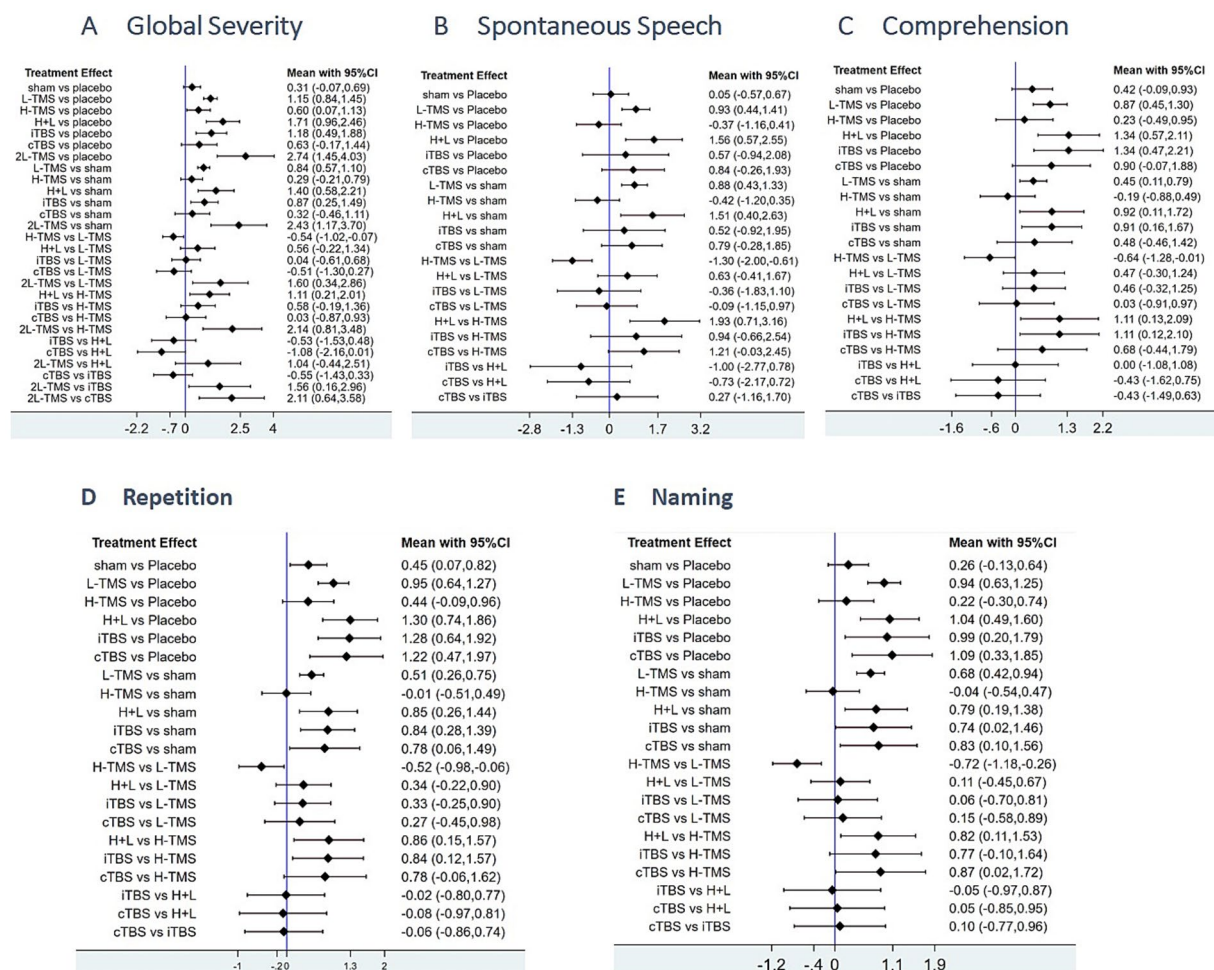 A Global Severity
Treatment Effect Mean with 95%CI
sham vs placebo 0.31 (-0.07,0.69)
L-TMS vs placebo 1.15 (0.84,1.45)
H-TMS vs placebo 0.60 (0.07,1.13)
H+L vs placebo 1.71 (0.96,2.46)
iTBS vs placebo 1.18 (0.49,1.88)
cTBS vs placebo 0.63 (-0.17,1.44)
2L-TMS vs placebo 2.74 (1.45,4.03)
L-TMS vs sham 0.84 (0.57,1.10)
H-TMS vs sham 0.29 (-0.21,0.79)
H+L vs sham 1.40 (0.58,2.21)
iTBS vs sham 0.87 (0.25,1.49)
cTBS vs sham 0.32 (-0.46,1.11)
2L-TMS vs sham 2.43 (1.17,3.70)
H-TMS vs L-TMS -0.54 (-1.02,-0.07)
H+L vs L-TMS 0.56 (-0.22,1.34)
iTBS vs L-TMS 0.04 (-0.61,0.68)
cTBS vs L-TMS -0.51 (-1.30,0.27)
2L-TMS vs L-TMS 1.60 (0.34,2.86)
H+L vs H-TMS 1.11 (0.21,2.01)
iTBS vs H-TMS 0.58 (-0.19,1.36)
cTBS vs H-TMS 0.03 (-0.87,0.93)
2L-TMS vs H-TMS 2.14 (0.81,3.48)
iTBS vs H+L -0.53 (-1.53,0.48)
cTBS vs H+L -1.08 (-2.16,0.01)
2L-TMS vs H+L 1.04 (-0.44,2.51)
cTBS vs iTBS -0.55 (-1.43,0.33)
2L-TMS vs iTBS 1.56 (0.16,2.96)
2L-TMS vs cTBS 2.11 (0.64,3.58)
-2.2 -.7 0 2.5 4
B Spontaneous Speech
Treatment Effect Mean with 95%CI
sham vs Placebo 0.05 (-0.57,0.67)
L-TMS vs Placebo 0.93 (0.44,1.41)
H-TMS vs Placebo -0.37 (-1.16,0.41)
H+L vs Placebo 1.56 (0.57,2.55)
iTBS vs Placebo 0.57 (-0.94,2.08)
cTBS vs Placebo 0.84 (-0.26,1.93)
L-TMS vs sham 0.88 (0.43,1.33)
H-TMS vs sham -0.42 (-1.20,0.35)
H+L vs sham 1.51 (0.40,2.63)
iTBS vs sham 0.52 (-0.92,1.95)
cTBS vs sham 0.79 (-0.28,1.85)
H-TMS vs L-TMS -1.30 (-2.00,-0.61)
H+L vs L-TMS 0.63 (-0.41,1.67)
iTBS vs L-TMS -0.36 (-1.83,1.10)
cTBS vs L-TMS -0.09 (-1.15,0.97)
H+L vs H-TMS 1.93 (0.71,3.16)
iTBS vs H-TMS 0.94 (-0.66,2.54)
cTBS vs H-TMS 1.21 (-0.03,2.45)
iTBS vs H+L -1.00 (-2.77,0.78)
cTBS vs H+L -0.73 (-2.17,0.72)
cTBS vs iTBS 0.27 (-1.16,1.70)
-2.8 -1.3 0 1.7 3.2
C Comprehension
Treatment Effect Mean with 95%CI
sham vs Placebo 0.42 (-0.09,0.93)
L-TMS vs Placebo 0.87 (0.45,1.30)
H-TMS vs Placebo 0.23 (-0.49,0.95)
H+L vs Placebo 1.34 (0.57,2.11)
iTBS vs Placebo 1.34 (0.47,2.21)
cTBS vs Placebo 0.90 (-0.07,1.88)
L-TMS vs sham 0.45 (0.11,0.79)
H-TMS vs sham -0.19 (-0.88,0.49)
H+L vs sham 0.92 (0.11,1.72)
iTBS vs sham 0.91 (0.16,1.67)
cTBS vs sham 0.48 (-0.46,1.42)
H-TMS vs L-TMS -0.64 (-1.28,-0.01)
H+L vs L-TMS 0.47 (-0.30,1.24)
iTBS vs L-TMS 0.46 (-0.32,1.25)
cTBS vs L-TMS 0.03 (-0.91,0.97)
H+L vs H-TMS 1.11 (0.13,2.09)
iTBS vs H-TMS 1.11 (0.12,2.10)
cTBS vs H-TMS 0.68 (-0.44,1.79)
iTBS vs H+L 0.00 (-1.08,1.08)
cTBS vs H+L -0.43 (-1.62,0.75)
cTBS vs iTBS -0.43 (-1.49,0.63)
-1.6 -.6 0 1.3 2.2
D Repetition
Treatment Effect Mean with 95%CI
sham vs Placebo 0.45 (0.07,0.82)
L-TMS vs Placebo 0.95 (0.64,1.27)
H-TMS vs Placebo 0.44 (-0.09,0.96)
H+L vs Placebo 1.30 (0.74,1.86)
iTBS vs Placebo 1.28 (0.64,1.92)
cTBS vs Placebo 1.22 (0.47,1.97)
L-TMS vs sham 0.51 (0.26,0.75)
H-TMS vs sham -0.01 (-0.51,0.49)
H+L vs sham 0.85 (0.26,1.44)
iTBS vs sham 0.84 (0.28,1.39)
cTBS vs sham 0.78 (0.06,1.49)
H-TMS vs L-TMS -0.52 (-0.98,-0.06)
H+L vs L-TMS 0.34 (-0.22,0.90)
iTBS vs L-TMS 0.33 (-0.25,0.90)
cTBS vs L-TMS 0.27 (-0.45,0.98)
H+L vs H-TMS 0.86 (0.15,1.57)
iTBS vs H-TMS 0.84 (0.12,1.57)
cTBS vs H-TMS 0.78 (-0.06,1.62)
iTBS vs H+L -0.02 (-0.80,0.77)
cTBS vs H+L -0.08 (-0.97,0.81)
cTBS vs iTBS -0.06 (-0.86,0.74)
-1 -.2 0 1.3 2
E Naming
Treatment Effect Mean with 95%CI
sham vs Placebo 0.26 (-0.13,0.64)
L-TMS vs Placebo 0.94 (0.63,1.25)
H-TMS vs Placebo 0.22 (-0.30,0.74)
H+L vs Placebo 1.04 (0.49,1.60)
iTBS vs Placebo 0.99 (0.20,1.79)
cTBS vs Placebo 1.09 (0.33,1.85)
L-TMS vs sham 0.68 (0.42,0.94)
H-TMS vs sham -0.04 (-0.54,0.47)
H+L vs sham 0.79 (0.19,1.38)
iTBS vs sham 0.74 (0.02,1.46)
cTBS vs sham 0.83 (0.10,1.56)
H-TMS vs L-TMS -0.72 (-1.18,-0.26)
H+L vs L-TMS 0.11 (-0.45,0.67)
iTBS vs L-TMS 0.06 (-0.70,0.81)
cTBS vs L-TMS 0.15 (-0.58,0.89)
H+L vs H-TMS 0.82 (0.11,1.53)
iTBS vs H-TMS 0.77 (-0.10,1.64)
cTBS vs H-TMS 0.87 (0.02,1.72)
iTBS vs H+L -0.05 (-0.97,0.87)
cTBS vs H+L 0.05 (-0.85,0.95)
cTBS vs iTBS 0.10 (-0.77,0.96)
-1.2 -.4 0 1.1 1.9